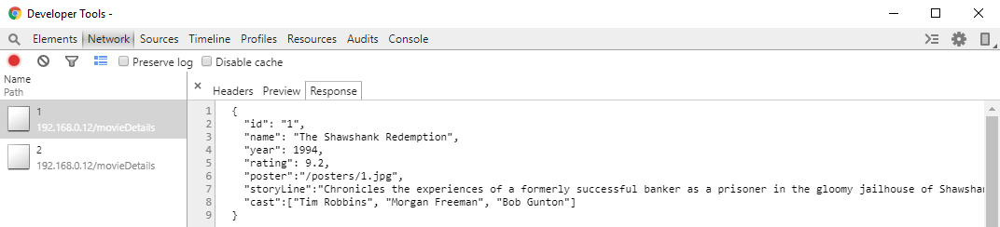 Developer Tools -
Elements Network Sources Timeline Profiles Resources Audits Console
Preserve log Disable cache
Name
Path
1
192.168.0.12/movieDetails
2
192.168.0.12/movieDetails
× Headers Preview Response
1 {
2 "id": "1",
3 "name": "The Shawshank Redemption",
4 "year": 1994,
5 "rating": 9.2,
6 "poster":"/posters/1.jpg",
7 "storyLine":"Chronicles the experiences of a formerly successful banker as a prisoner in the gloomy jailhouse of Shawshan
8 "cast":["Tim Robbins", "Morgan Freeman", "Bob Gunton"]
9 }